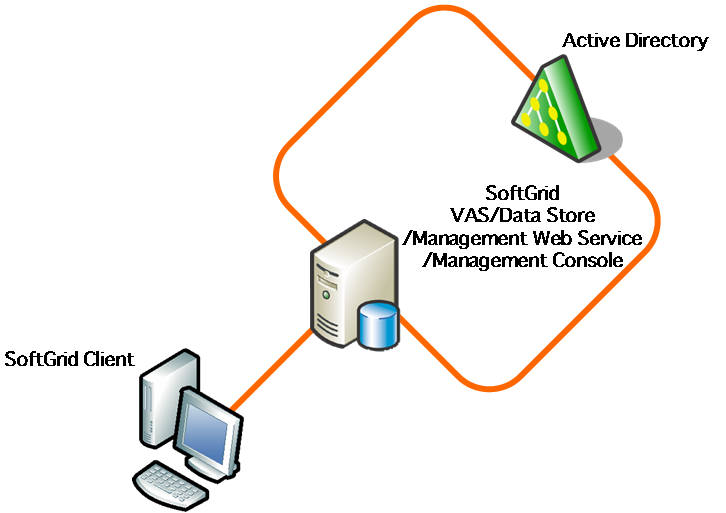 Active Directory
SoftGrid
VAS/Data Store
/Management Web Service
/Management Console
SoftGrid Client